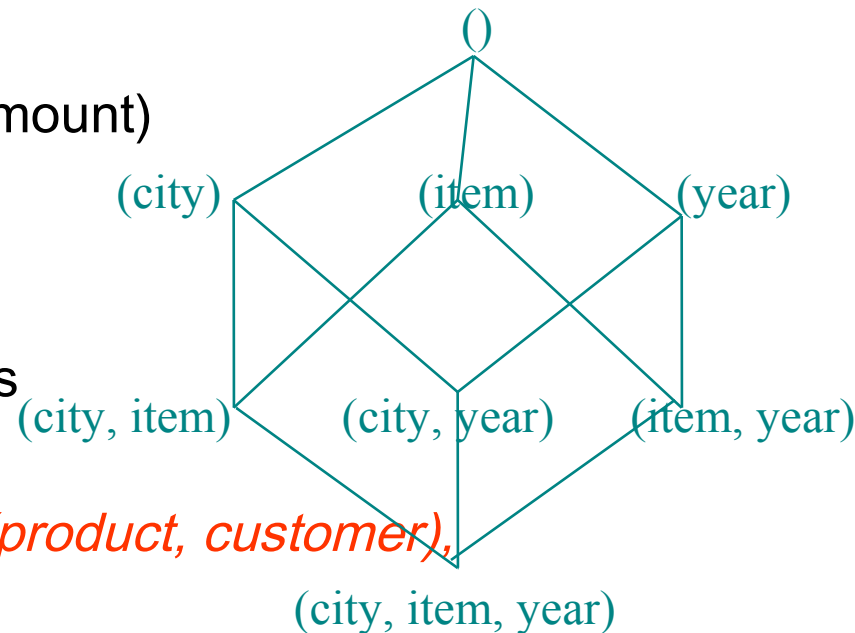 ()
mount)
(city) (item) (year)
s
(city, item) (city, year) (item, year)
(product, customer),
(city, item, year)